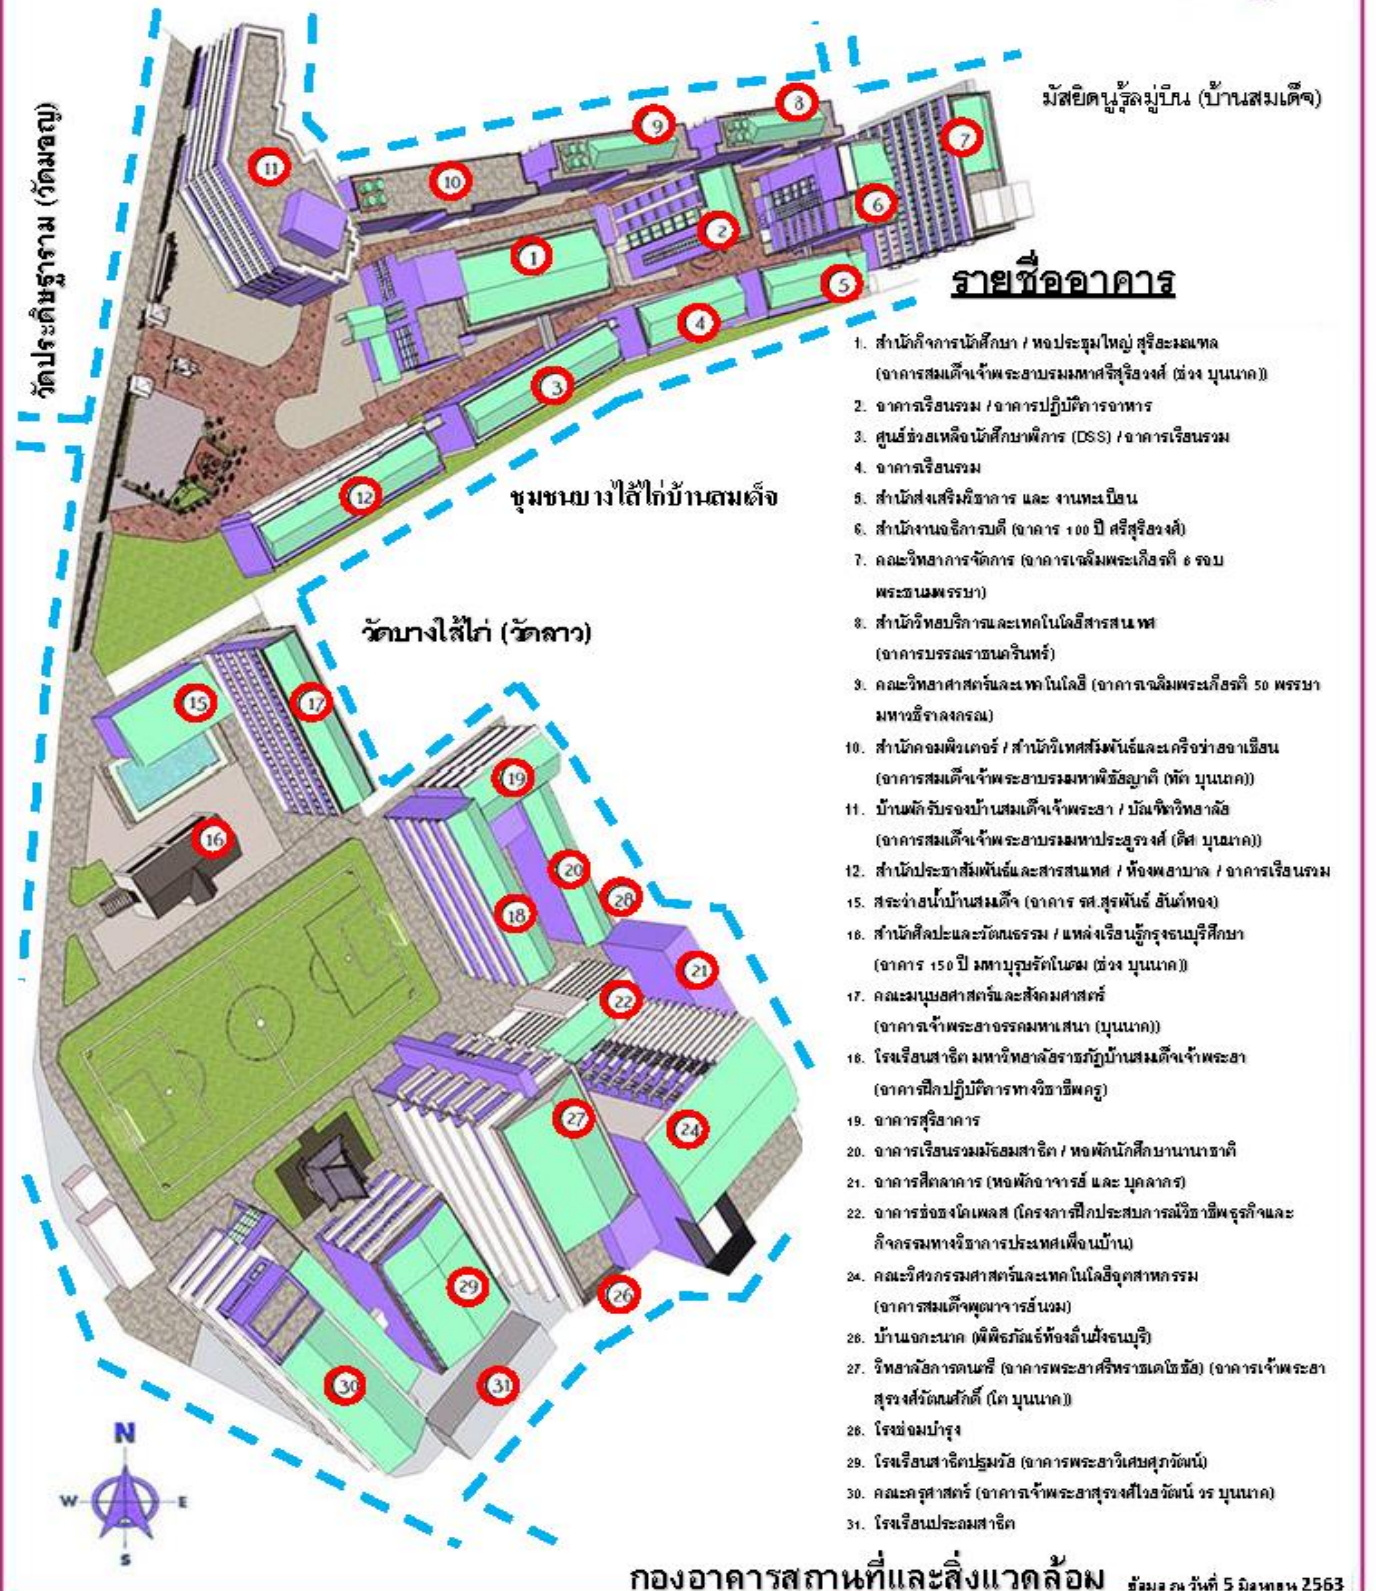 มัสยิดนูรุ้ลมู่บีน (บ้านสมเด็จ)
วัดประดิษฐาราม (วัดมอญ)
11
10
9
8
7
1
2
6
5
4
3
12
ชุมชนบางไส้ไก่บ้านสมเด็จ
วัดบางไส้ไก่ (วัดลาว)
15
17
16
19
20
28
18
21
22
27
24
29
26
30
31
N
W
E
S
รายชื่ออาคาร
1. สำนักกิจการนักศึกษา / หอประชุมใหญ่ สุริยะมณฑล
(อาคารสมเด็จเจ้าพระยาบรมมหาศรีสุริยวงศ์ (ช่วง บุนนาค))
2. อาคารเรียนรวม / อาคารปฏิบัติการอาหาร
3. ศูนย์ช่วยเหลือนักศึกษาพิการ (DSS) / อาคารเรียนรวม
4. อาคารเรียนรวม
5. สำนักส่งเสริมวิชาการ และ งานทะเบียน
6. สำนักงานอธิการบดี (อาคาร 100 ปี ศรีสุริยวงศ์)
7. คณะวิทยาการจัดการ (อาคารเฉลิมพระเกียรติ 6 รอบ
พระชนมพรรษา)
8. สำนักวิทยบริการและเทคโนโลยีสารสนเทศ
(อาคารบรรณราชนครินทร์)
9. คณะวิทยาศาสตร์และเทคโนโลยี (อาคารเฉลิมพระเกียรติ 50 พรรษา
มหาวชิราลงกรณ)
10. สำนักคอมพิวเตอร์ / สำนักวิเทศสัมพันธ์และเครือข่ายอาเซียน
(อาคารสมเด็จเจ้าพระยาบรมมหาพิชัยญาติ (ทัต บุนนาค))
11. บ้านพักรับรองบ้านสมเด็จเจ้าพระยา / บัณฑิตวิทยาลัย
(อาคารสมเด็จเจ้าพระยาบรมมหาประยูรวงศ์ (ดิศ บุนนาค))
12. สำนักประชาสัมพันธ์และสารสนเทศ / ห้องพยาบาล / อาคารเรียนรวม
15. สระว่ายน้ำบ้านสมเด็จ (อาคาร รศ.สุรพันธ์ ยันต์ทอง)
16. สำนักศิลปะและวัฒนธรรม / แหล่งเรียนรู้กรุงธนบุรีศึกษา
(อาคาร 150 ปี มหาบุรุษรัตโนดม (ช่วง บุนนาค))
17. คณะมนุษยศาสตร์และสังคมศาสตร์
(อาคารเจ้าพระยาอรรคมหาเสนา (บุนนาค))
18. โรงเรียนสาธิต มหาวิทยาลัยราชภัฏบ้านสมเด็จเจ้าพระยา
(อาคารฝึกปฏิบัติการทางวิชาชีพครู)
19. อาคารสุริยาคาร
20. อาคารเรียนรวมมัธยมสาธิต / หอพักนักศึกษานานาชาติ
21. อาคารศีตลาคาร (หอพักอาจารย์ และ บุคลากร)
22. อาคารช่อชงโคเพลส (โครงการฝึกประสบการณ์วิชาชีพธุรกิจและ
กิจกรรมทางวิชาการประเทศเพื่อนบ้าน)
24. คณะวิศวกรรมศาสตร์และเทคโนโลยีอุตสาหกรรม
(อาคารสมเด็จพุฒาจารย์นวม)
26. บ้านเอกะนาค (พิพิธภัณฑ์ท้องถิ่นฝั่งธนบุรี)
27. วิทยาลัยการดนตรี (อาคารพระยาศรีทราชเดโชชัย) (อาคารเจ้าพระยา
สุรวงศ์วัฒนศักดิ์ (โต บุนนาค))
28. โรงซ่อมบำรุง
29. โรงเรียนสาธิตปฐมวัย (อาคารพระยาวิเศษศุภวัฒน์)
30. คณะครุศาสตร์ (อาคารเจ้าพระยาสุรวงศ์ไวยวัฒน์ วร บุนนาค)
31. โรงเรียนประถมสาธิต
กองอาคารสถานที่และสิ่งแวดล้อม ข้อมูล ณ วันที่ 5 มิถุนายน 2563